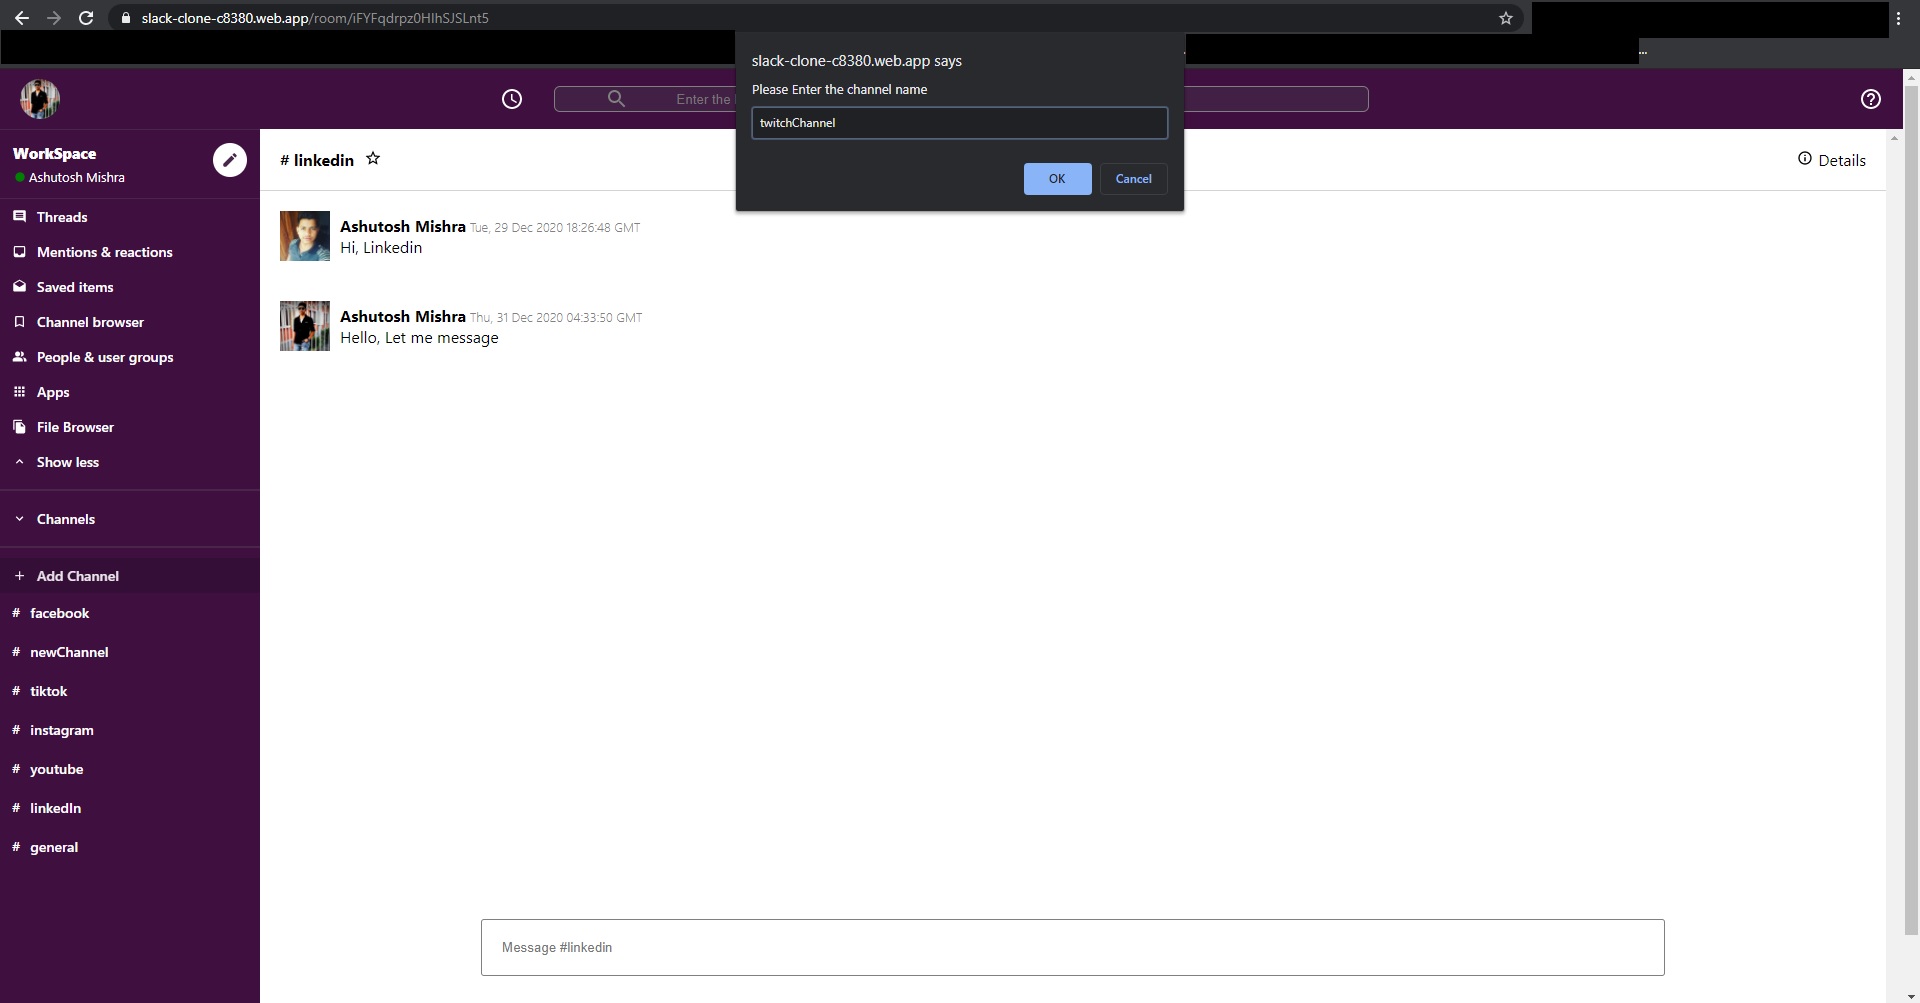 slack-clone-c8380.web.app/room/iFYFqdrpz0HIhSJSLnt5
slack-clone-c8380.web.app says
Please Enter the channel name
twitchChannel
OK
Cancel
Enter the
WorkSpace
Ashutosh Mishra
# linkedin
Details
Threads
Mentions & reactions
Saved items
Channel browser
People & user groups
Apps
File Browser
Show less
Channels
+ Add Channel
# facebook
# newChannel
# tiktok
# instagram
# youtube
# linkedIn
# general
Ashutosh Mishra Tue, 29 Dec 2020 18:26:48 GMT
Hi, Linkedin
Ashutosh Mishra Thu, 31 Dec 2020 04:33:50 GMT
Hello, Let me message
Message #linkedin